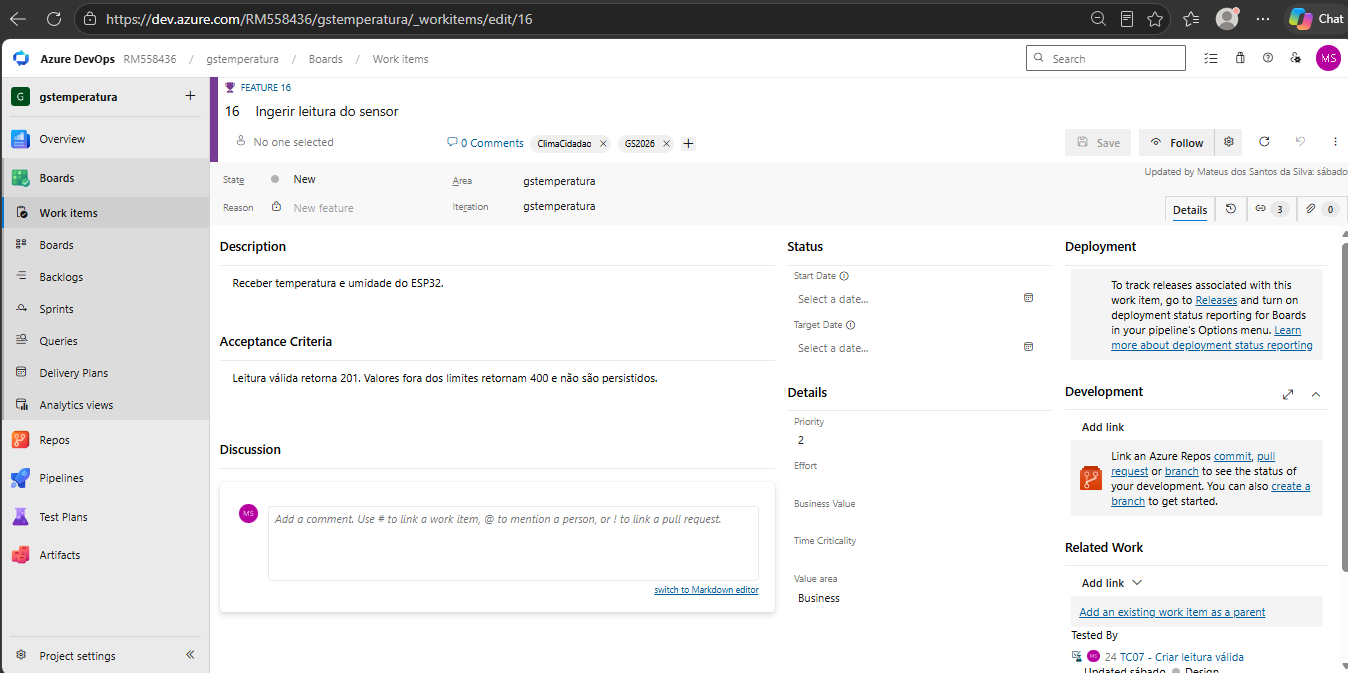 https://dev.azure.com/RM558436/gstemperatura/_workitems/edit/16
Chat
Azure DevOps RM558436 / gstemperatura / Boards / Work items
Search
MS
G gstemperatura +
Overview
Boards
Work items
Boards
Backlogs
Sprints
Queries
Delivery Plans
Analytics views
Repos
Pipelines
Test Plans
Artifacts
Project settings
FEATURE 16
16 Ingerir leitura do sensor
No one selected
0 Comments
ClimaCidadao
GS2026
Save
Follow
State New
Area gstemperatura
Reason New feature
Iteration gstemperatura
Updated by Mateus dos Santos da Silva: sábado
Details
3
0
Description
Receber temperatura e umidade do ESP32.
Acceptance Criteria
Leitura válida retorna 201. Valores fora dos limites retornam 400 e não são persistidos.
Discussion
MS
Add a comment. Use # to link a work item, @ to mention a person, or ! to link a pull request.
switch to Markdown editor
Status
Start Date
Select a date...
Target Date
Select a date...
Details
Priority
2
Effort
Business Value
Time Criticality
Value area
Business
Deployment
To track releases associated with this
work item, go to Releases and turn on
deployment status reporting for Boards
in your pipeline's Options menu. Learn
more about deployment status reporting
Development
Add link
Link an Azure Repos commit, pull
request or branch to see the status of
your development. You can also create a
branch to get started.
Related Work
Add link
Add an existing work item as a parent
Tested By
MS 24 TC07 - Criar leitura válida
Updated sábado Design